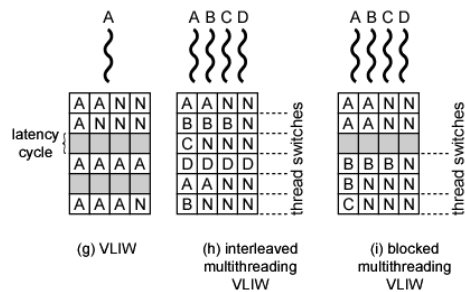 A
A B C D
A B C D
A A N N
A N N N
latency
cycle
A A A A
A A A N
A A N N
B B B N
C N N N
D D D D
A A N N
B N N N
thread switches
A A N N
A A N N
B B B N
B N N N
C N N N
thread switches
(g) VLIW
(h) interleaved
multithreading
VLIW
(i) blocked
multithreading
VLIW